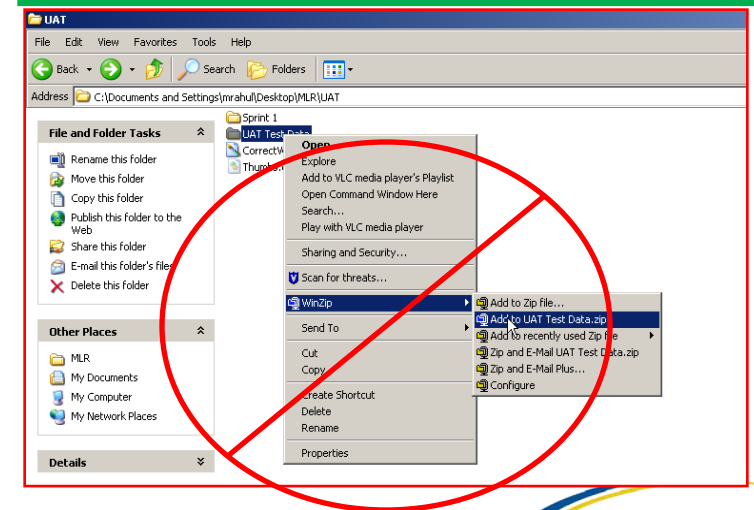 UAT
File Edit View Favorites Tools Help
Back Search Folders
Address C:\Documents and Settings\mrahul\Desktop\MLR\UAT
File and Folder Tasks
Rename this folder
Move this folder
Copy this folder
Publish this folder to the
Web
Share this folder
E-mail this folder's files
Delete this folder
Other Places
MLR
My Documents
My Computer
My Network Places
Details
Sprint 1
UAT Test Data
Open
Explore
Add to VLC media player's Playlist
Open Command Window Here
Search...
Play with VLC media player
Sharing and Security...
Scan for threats...
WinZip
Send To
Cut
Copy
Create Shortcut
Delete
Rename
Properties
Add to Zip file...
Add to UAT Test Data.zip
Add to recently used Zip file
Zip and E-Mail UAT Test Data.zip
Zip and E-Mail Plus...
Configure